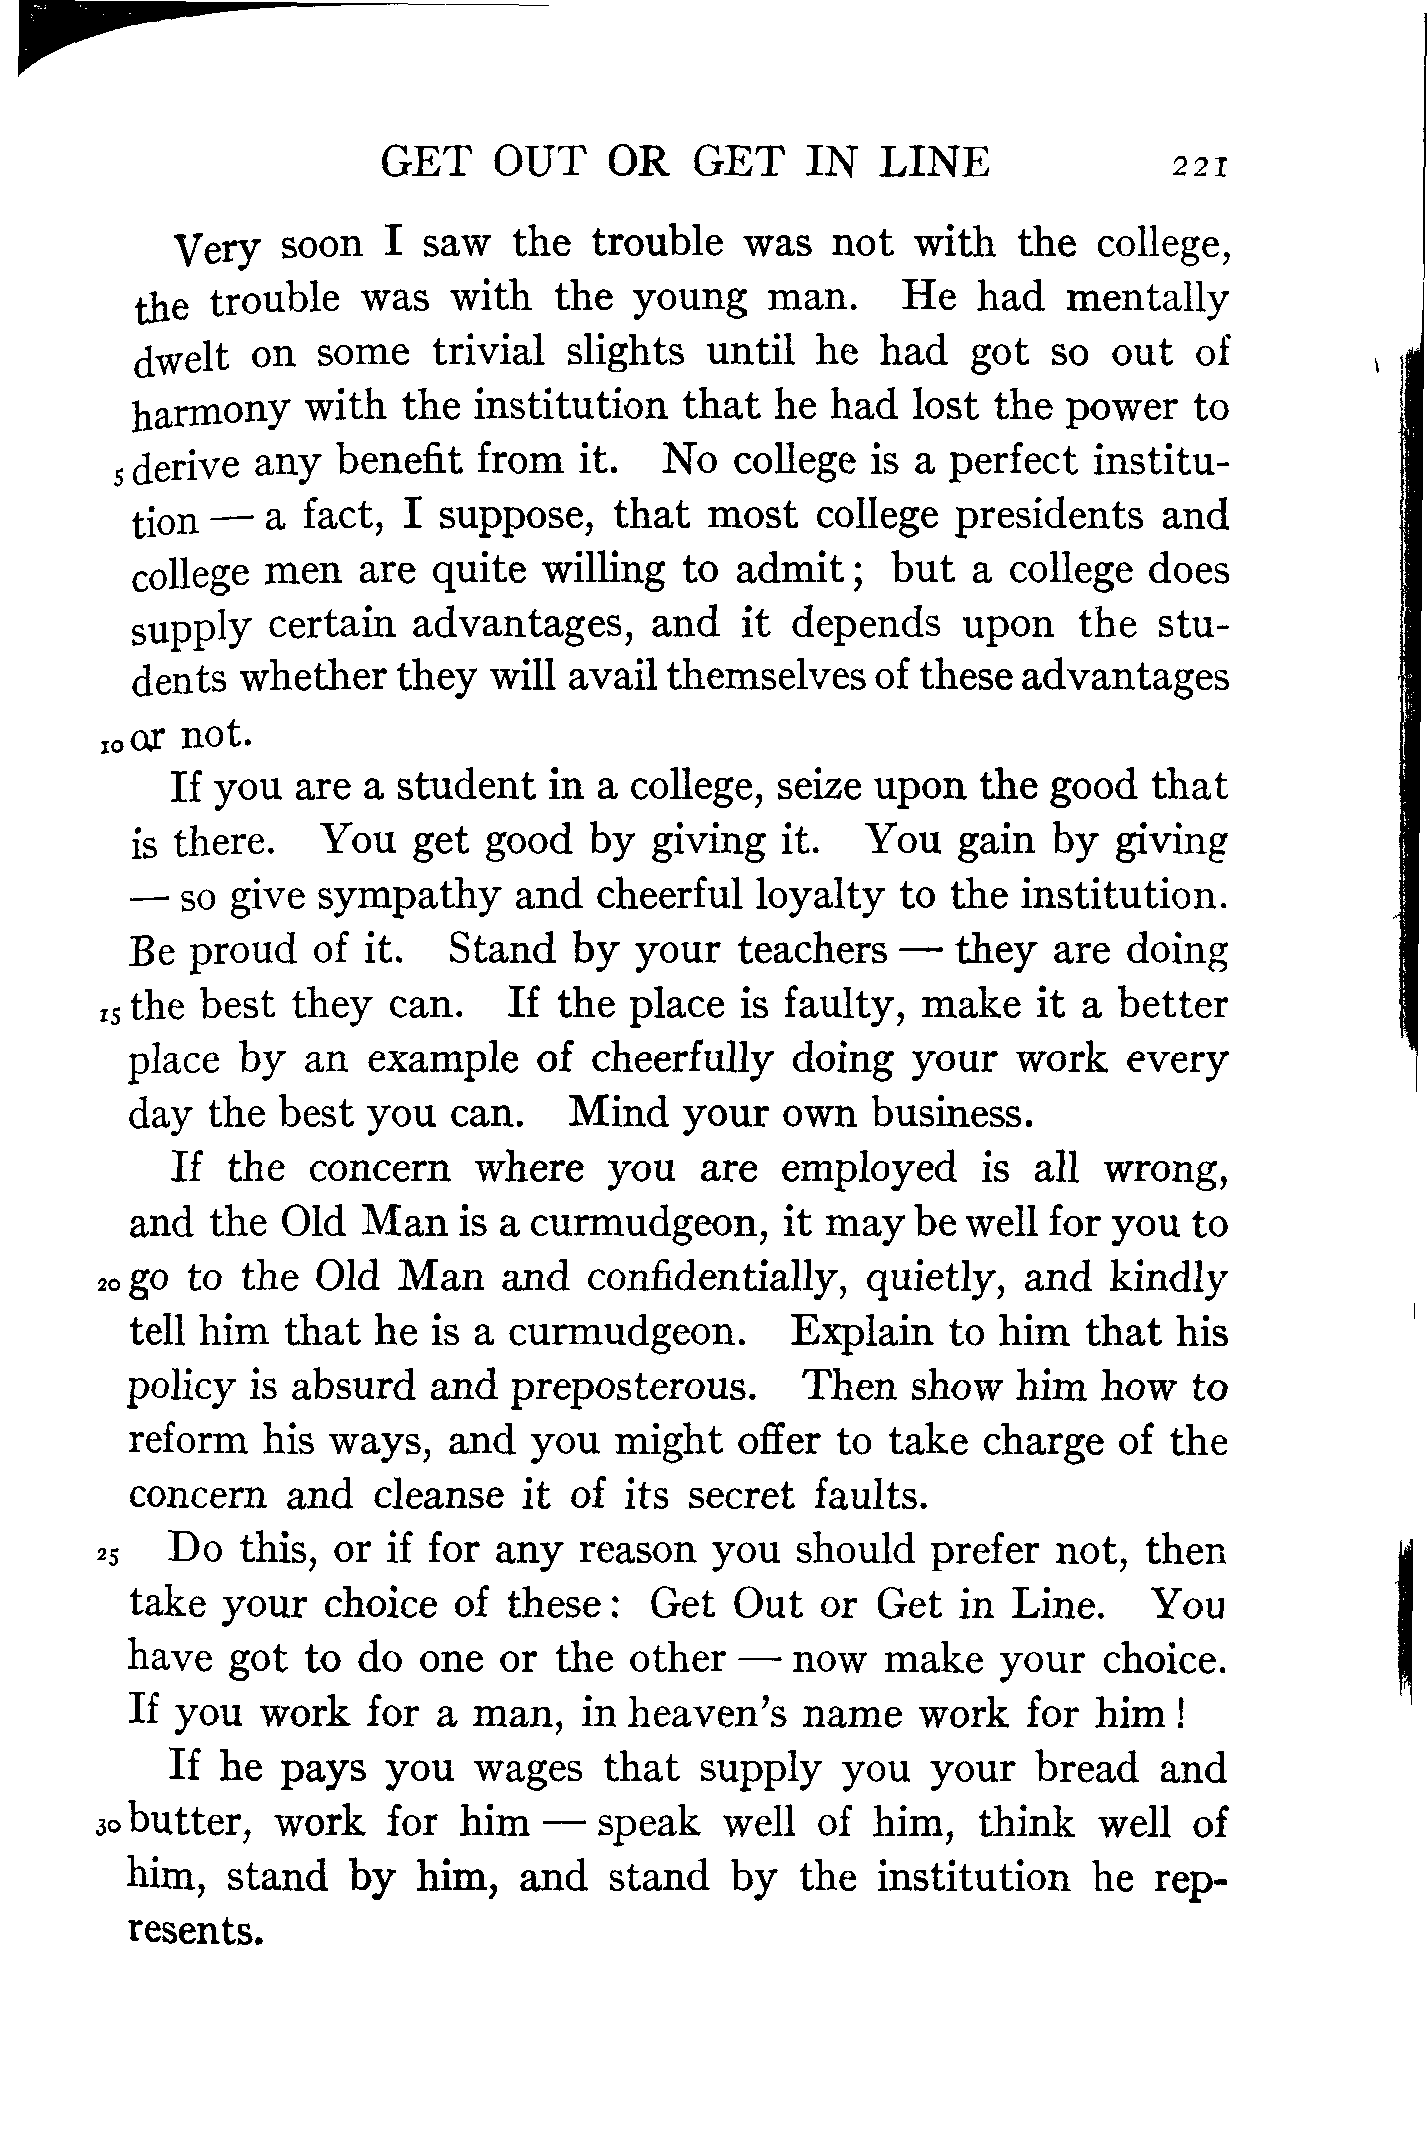 GET OUT OR GET IN LINE 221
Very soon I saw the trouble was not with the college,
the trouble was with the young man. He had mentally
dwelt on some trivial slights until he had got so out of
harmony with the institution that he had lost the power to
5 derive any benefit from it. No college is a perfect institu-
tion — a fact, I suppose, that most college presidents and
college men are quite willing to admit; but a college does
supply certain advantages, and it depends upon the stu-
dents whether they will avail themselves of these advantages
10 or not.
If you are a student in a college, seize upon the good that
is there. You get good by giving it. You gain by giving
— so give sympathy and cheerful loyalty to the institution.
Be proud of it. Stand by your teachers — they are doing
15 the best they can. If the place is faulty, make it a better
place by an example of cheerfully doing your work every
day the best you can. Mind your own business.
If the concern where you are employed is all wrong,
and the Old Man is a curmudgeon, it may be well for you to
20 go to the Old Man and confidentially, quietly, and kindly
tell him that he is a curmudgeon. Explain to him that his
policy is absurd and preposterous. Then show him how to
reform his ways, and you might offer to take charge of the
concern and cleanse it of its secret faults.
25 Do this, or if for any reason you should prefer not, then
take your choice of these: Get Out or Get in Line. You
have got to do one or the other — now make your choice.
If you work for a man, in heaven's name work for him!
If he pays you wages that supply you your bread and
30 butter, work for him — speak well of him, think well of
him, stand by him, and stand by the institution he rep-
resents.